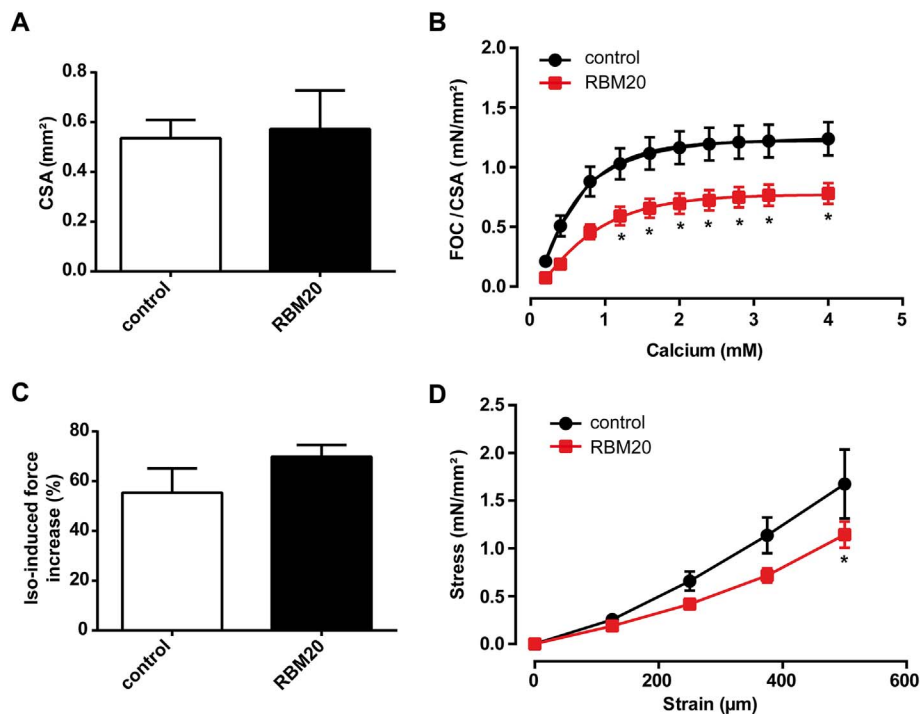 A
CSA (mm²)
0.8
0.6
0.4
0.2
0.0
control
RBM20
B
FOC / CSA (mN/mm²)
2.0
1.5
1.0
0.5
0.0
control
RBM20
* * * * * * *
0 1 2 3 4 5
Calcium (mM)
C
Iso-induced force
increase (%)
80
60
40
20
0
control
RBM20
D
Stress (mN/mm²)
2.5
2.0
1.5
1.0
0.5
0.0
control
RBM20
*
0 200 400 600
Strain (µm)